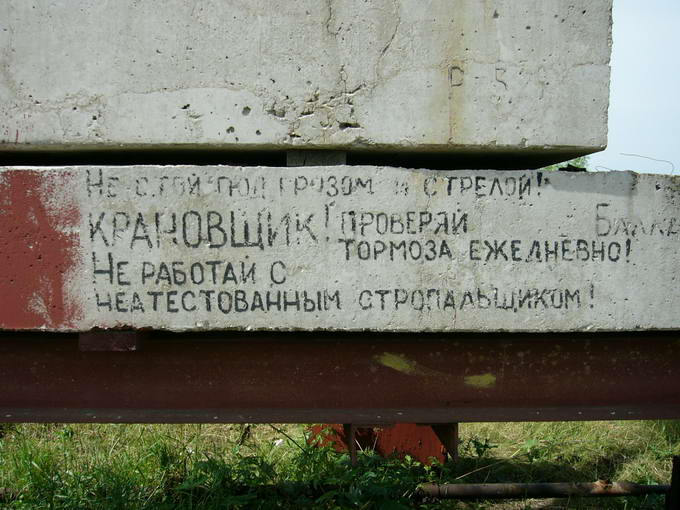 Не стой под грузом и стрелой!
КРАНОВЩИК! ПРОВЕРЯЙ
ТОРМОЗА ЕЖЕДНЕВНО!
НЕ РАБОТАЙ С
НЕАТЕСТОВАННЫМ СТРОПАЛЬЩИКОМ!